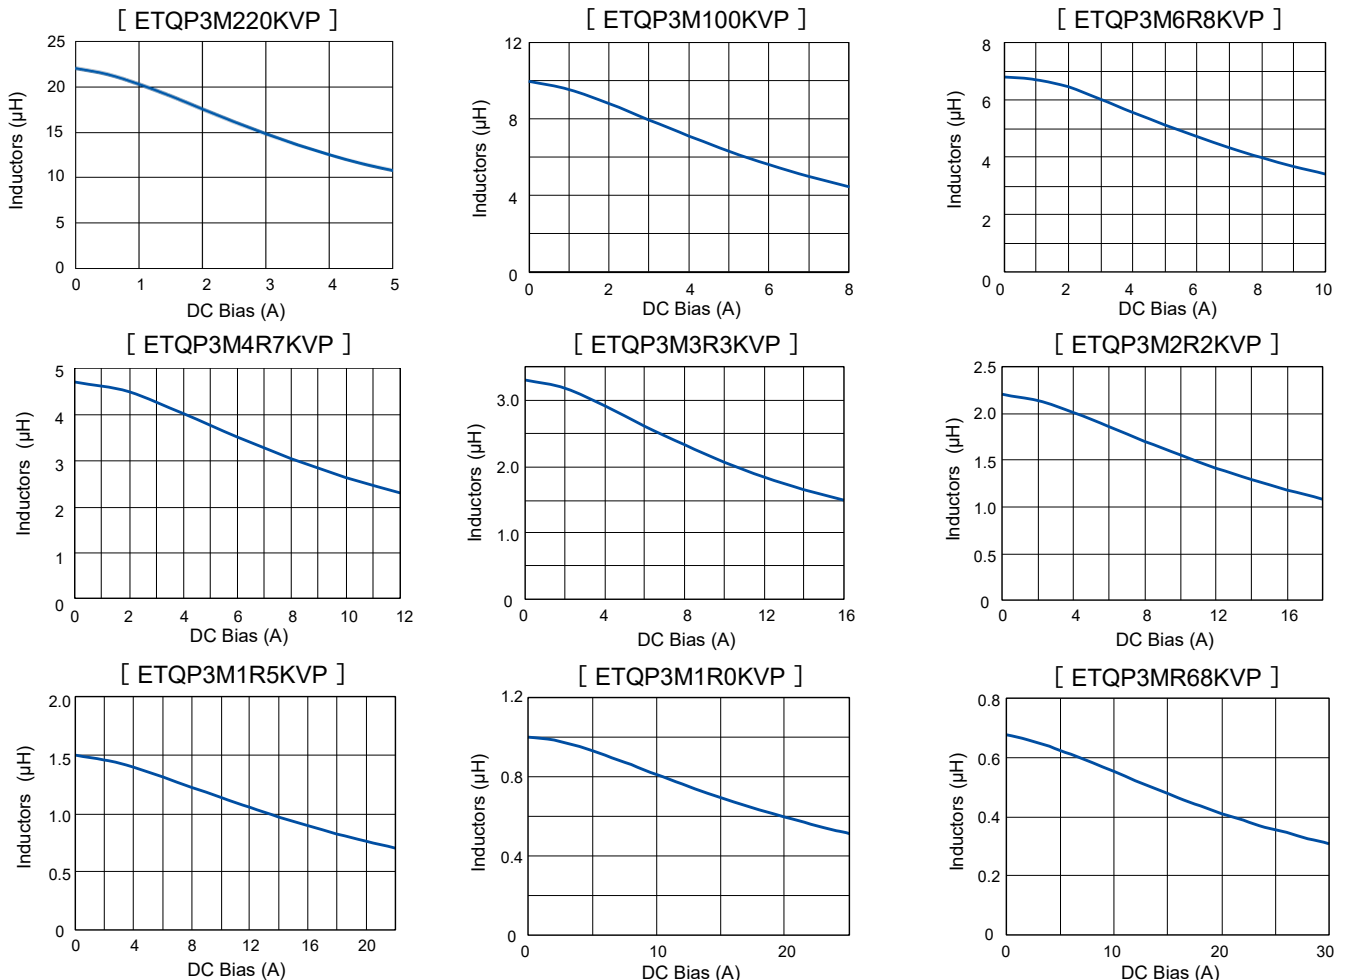 [ ETQP3M220KVP ]
25
20
15
10
5
0
Inductors (µH)
0 1 2 3 4 5
DC Bias (A)
[ ETQP3M100KVP ]
12
8
4
0
Inductors (µH)
0 2 4 6 8
DC Bias (A)
[ ETQP3M6R8KVP ]
8
6
4
2
0
Inductors (µH)
0 2 4 6 8 10
DC Bias (A)
[ ETQP3M4R7KVP ]
5
4
3
2
1
0
Inductors (µH)
0 2 4 6 8 10 12
DC Bias (A)
[ ETQP3M3R3KVP ]
3.0
2.0
1.0
0
Inductors (µH)
0 4 8 12 16
DC Bias (A)
[ ETQP3M2R2KVP ]
2.5
2.0
1.5
1.0
0.5
0
Inductors (µH)
0 4 8 12 16
DC Bias (A)
[ ETQP3M1R5KVP ]
2.0
1.5
1.0
0.5
0
Inductors (µH)
0 4 8 12 16 20
DC Bias (A)
[ ETQP3M1R0KVP ]
1.2
0.8
0.4
0
Inductors (µH)
0 10 20
DC Bias (A)
[ ETQP3MR68KVP ]
0.8
0.6
0.4
0.2
0
Inductors (µH)
0 10 20 30
DC Bias (A)